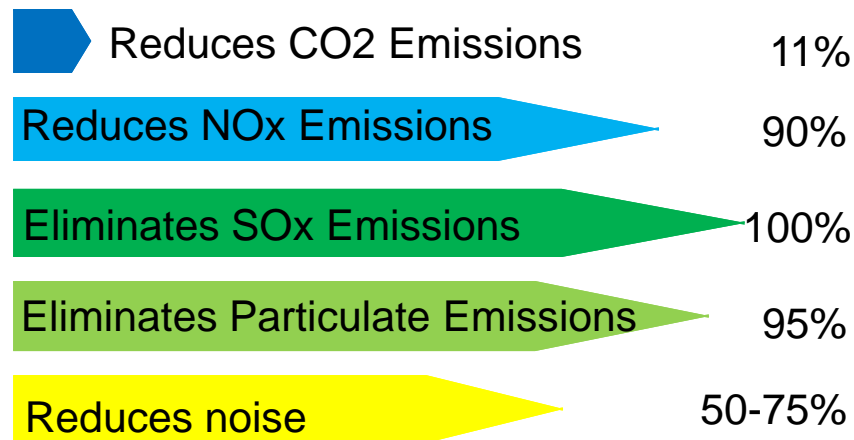 Reduces CO2 Emissions 11%
Reduces NOx Emissions 90%
Eliminates SOx Emissions 100%
Eliminates Particulate Emissions 95%
Reduces noise 50-75%